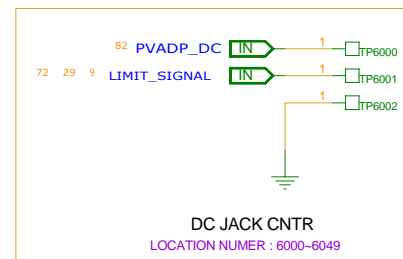 82 PVADP_DC IN 1 TP6000
72 29 9 LIMIT_SIGNAL IN 1 TP6001
1 TP6002
DC JACK CNTR
LOCATION NUMER : 6000~6049